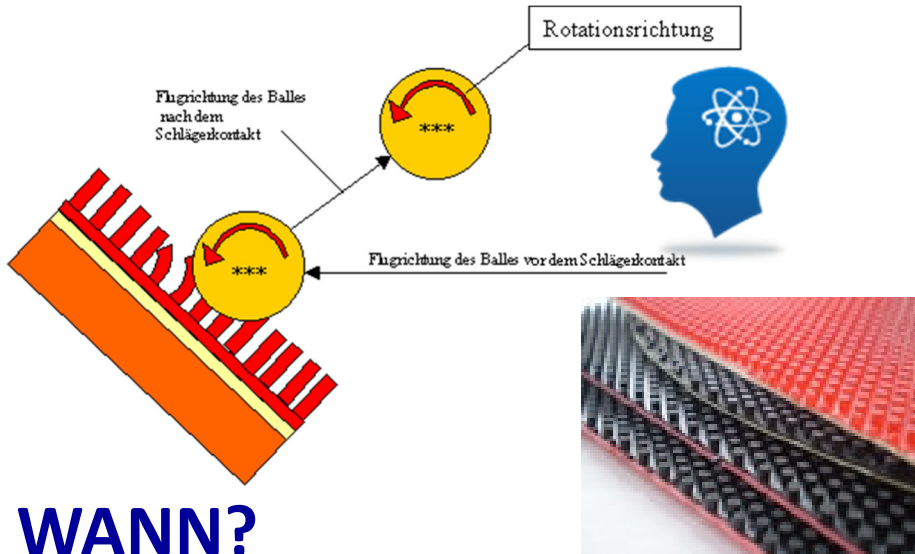 Rotationsrichtung
Flugrichtung des Balles
nach dem
Schlägerkontakt
***
***
Flugrichtung des Balles vor dem Schlägerkontakt
WANN?